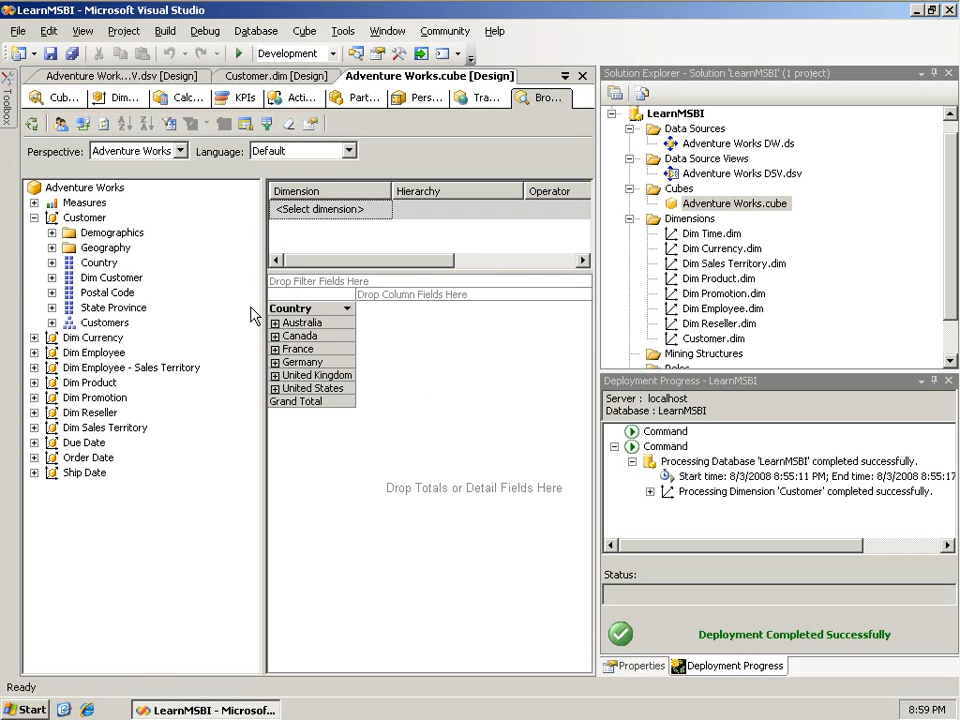 LearnMSBI - Microsoft Visual Studio
File Edit View Project Build Debug Database Cube Tools Window Community Help
Development
Adventure Work...V.dsv [Design] Customer.dim [Design] Adventure Works.cube [Design]
Cub... Dim... Calc... KPIs Acti... Part... Pers... Tra... Bro...
Perspective: Adventure Works Language: Default
Toolbox
Adventure Works
Measures
Customer
Demographics
Geography
Country
Dim Customer
Postal Code
State Province
Customers
Dim Currency
Dim Employee
Dim Employee - Sales Territory
Dim Product
Dim Promotion
Dim Reseller
Dim Sales Territory
Due Date
Order Date
Ship Date
Dimension Hierarchy Operator
<Select dimension>
Drop Filter Fields Here
Drop Column Fields Here
Country
Australia
Canada
France
Germany
United Kingdom
United States
Grand Total
Drop Totals or Detail Fields Here
Solution Explorer - Solution 'LearnMSBI' (1 project)
LearnMSBI
Data Sources
Adventure Works DW.ds
Data Source Views
Adventure Works DSV.dsv
Cubes
Adventure Works.cube
Dimensions
Dim Time.dim
Dim Currency.dim
Dim Sales Territory.dim
Dim Product.dim
Dim Promotion.dim
Dim Employee.dim
Dim Reseller.dim
Customer.dim
Mining Structures
Roles
Deployment Progress - LearnMSBI
Server : localhost
Database : LearnMSBI
Command
Command
Processing Database 'LearnMSBI' completed successfully.
Start time: 8/3/2008 8:55:11 PM; End time: 8/3/2008 8:55:17
Processing Dimension 'Customer' completed successfully.
Status:
Deployment Completed Successfully
Properties Deployment Progress
Ready
Start LearnMSBI - Microsof... 8:59 PM